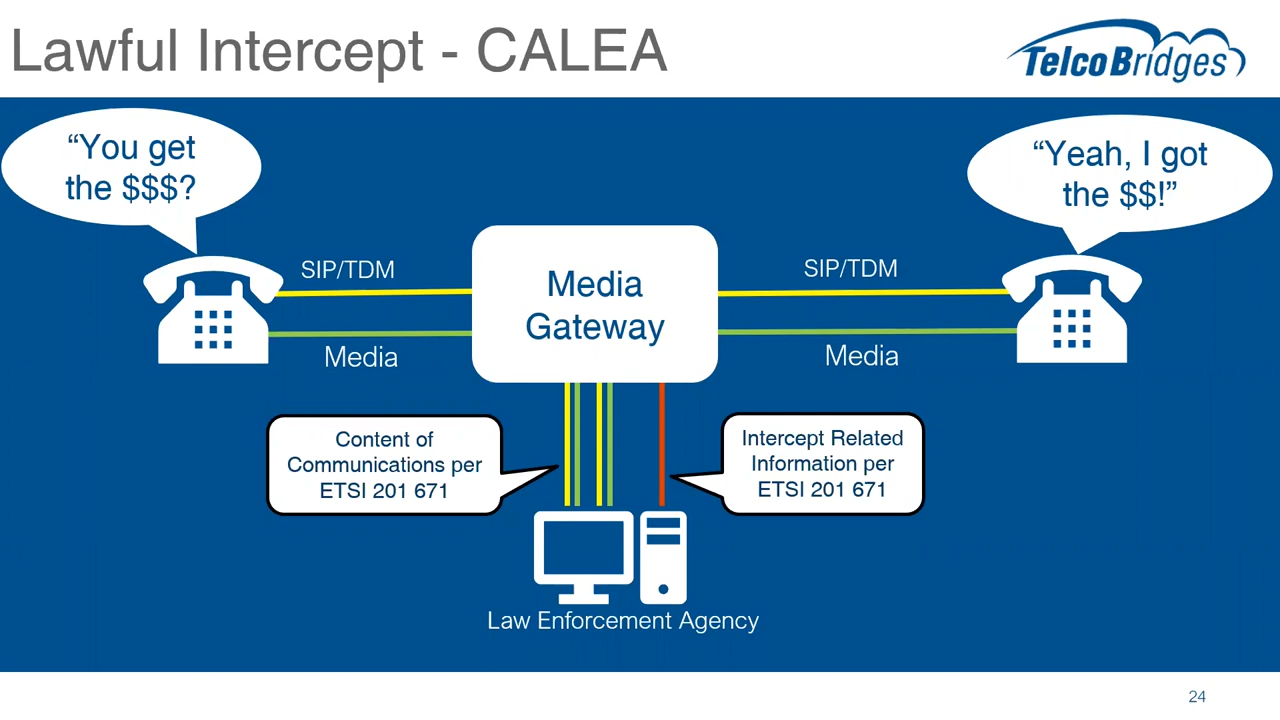 Lawful Intercept - CALEA
TelcoBridges
“You get
the $$$?
“Yeah, I got
the $$!”
SIP/TDM
SIP/TDM
Media
Gateway
Media
Media
Content of
Communications per
ETSI 201 671
Intercept Related
Information per
ETSI 201 671
Law Enforcement Agency
24